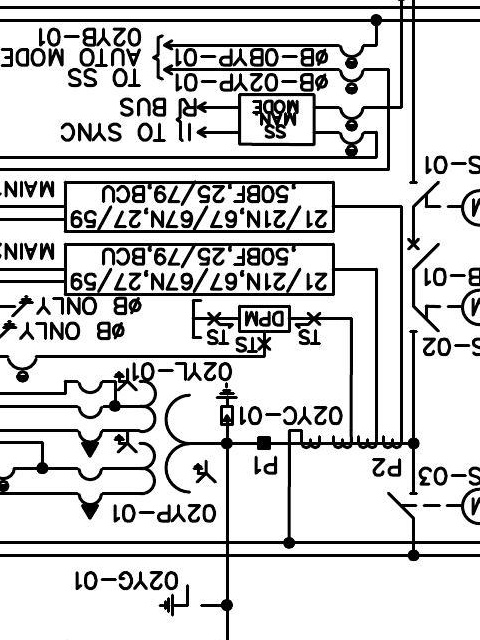 02YG-01
02YP-01
M
S-03
P2
P1
02YC-01
02YL-01
S-02
TS
TS
TS
DPM
ØB ONLY
ØB ONLY
M
B-01
21/21N,67/67N,27/59
,50BF,25/79,BCU
MAIN2
21/21N,67/67N,27/59
,50BF,25/79,BCU
MAIN1
M
S-01
SS
MAN
MODE
I
TO SYNC
R BUS
ØB-02YP-01
ØB-0BYP-01
TO SS
AUTO MODE
02YB-01